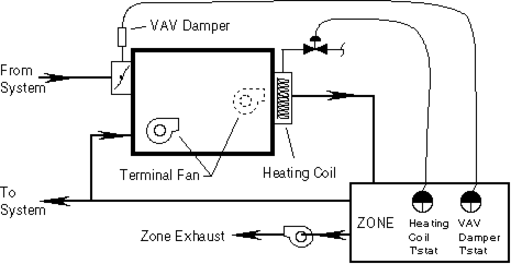 VAV Damper
From
System
Terminal Fan
Heating Coil
To
System
Zone Exhaust
ZONE
Heating
Coil
T'stat
VAV
Damper
T'stat